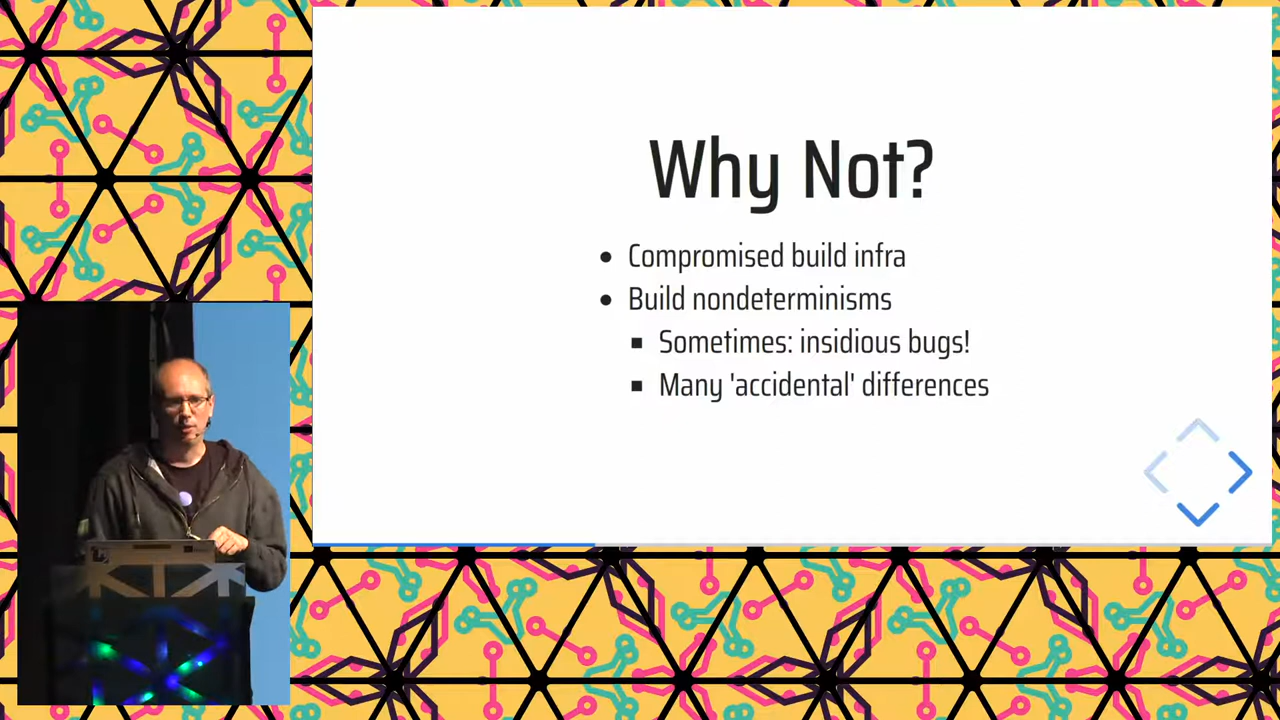 Why Not?
Compromised build infra
Build nondeterminisms
Sometimes: insidious bugs!
Many 'accidental' differences